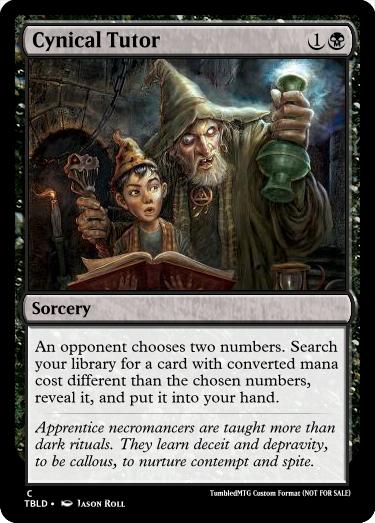 Cynical Tutor 1
Sorcery
An opponent chooses two numbers. Search
your library for a card with converted mana
cost different than the chosen numbers,
reveal it, and put it into your hand.
Apprentice necromancers are taught more than
dark rituals. They learn deceit and depravity,
to be callous, to nurture contempt and spite.
C
TBLD • Jason Roll
TumbledMTG Custom Format (NOT FOR SALE)